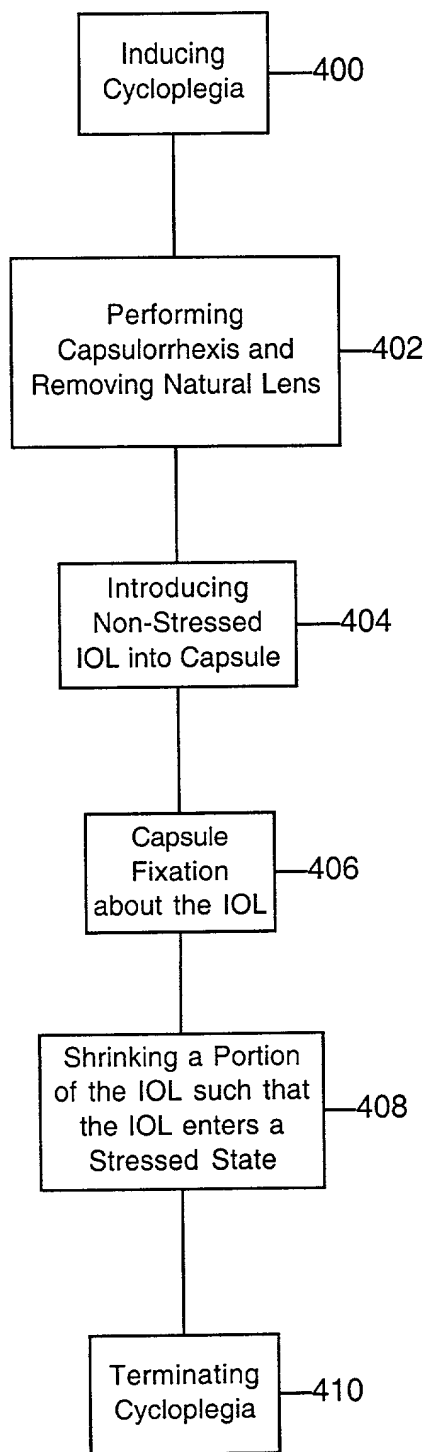 Inducing
Cycloplegia
400
Performing
Capsulorrhexis and
Removing Natural Lens
402
Introducing
Non-Stressed
IOL into Capsule
404
Capsule
Fixation
about the IOL
406
Shrinking a Portion
of the IOL such that
the IOL enters a
Stressed State
408
Terminating
Cycloplegia
410